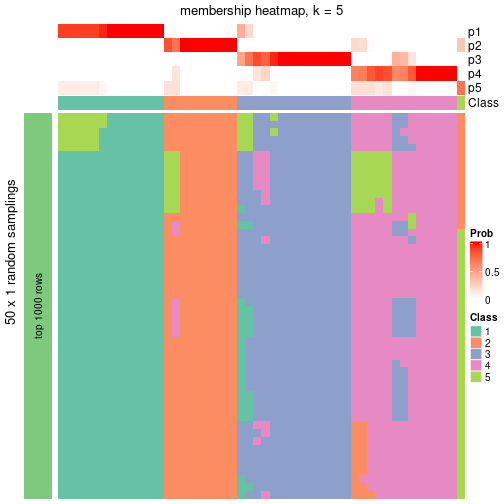 membership heatmap, k = 5
p1
p2
p3
p4
p5
Class
50 x 1 random samplings
top 1000 rows
Prob
1
0.5
0
Class
1
2
3
4
5